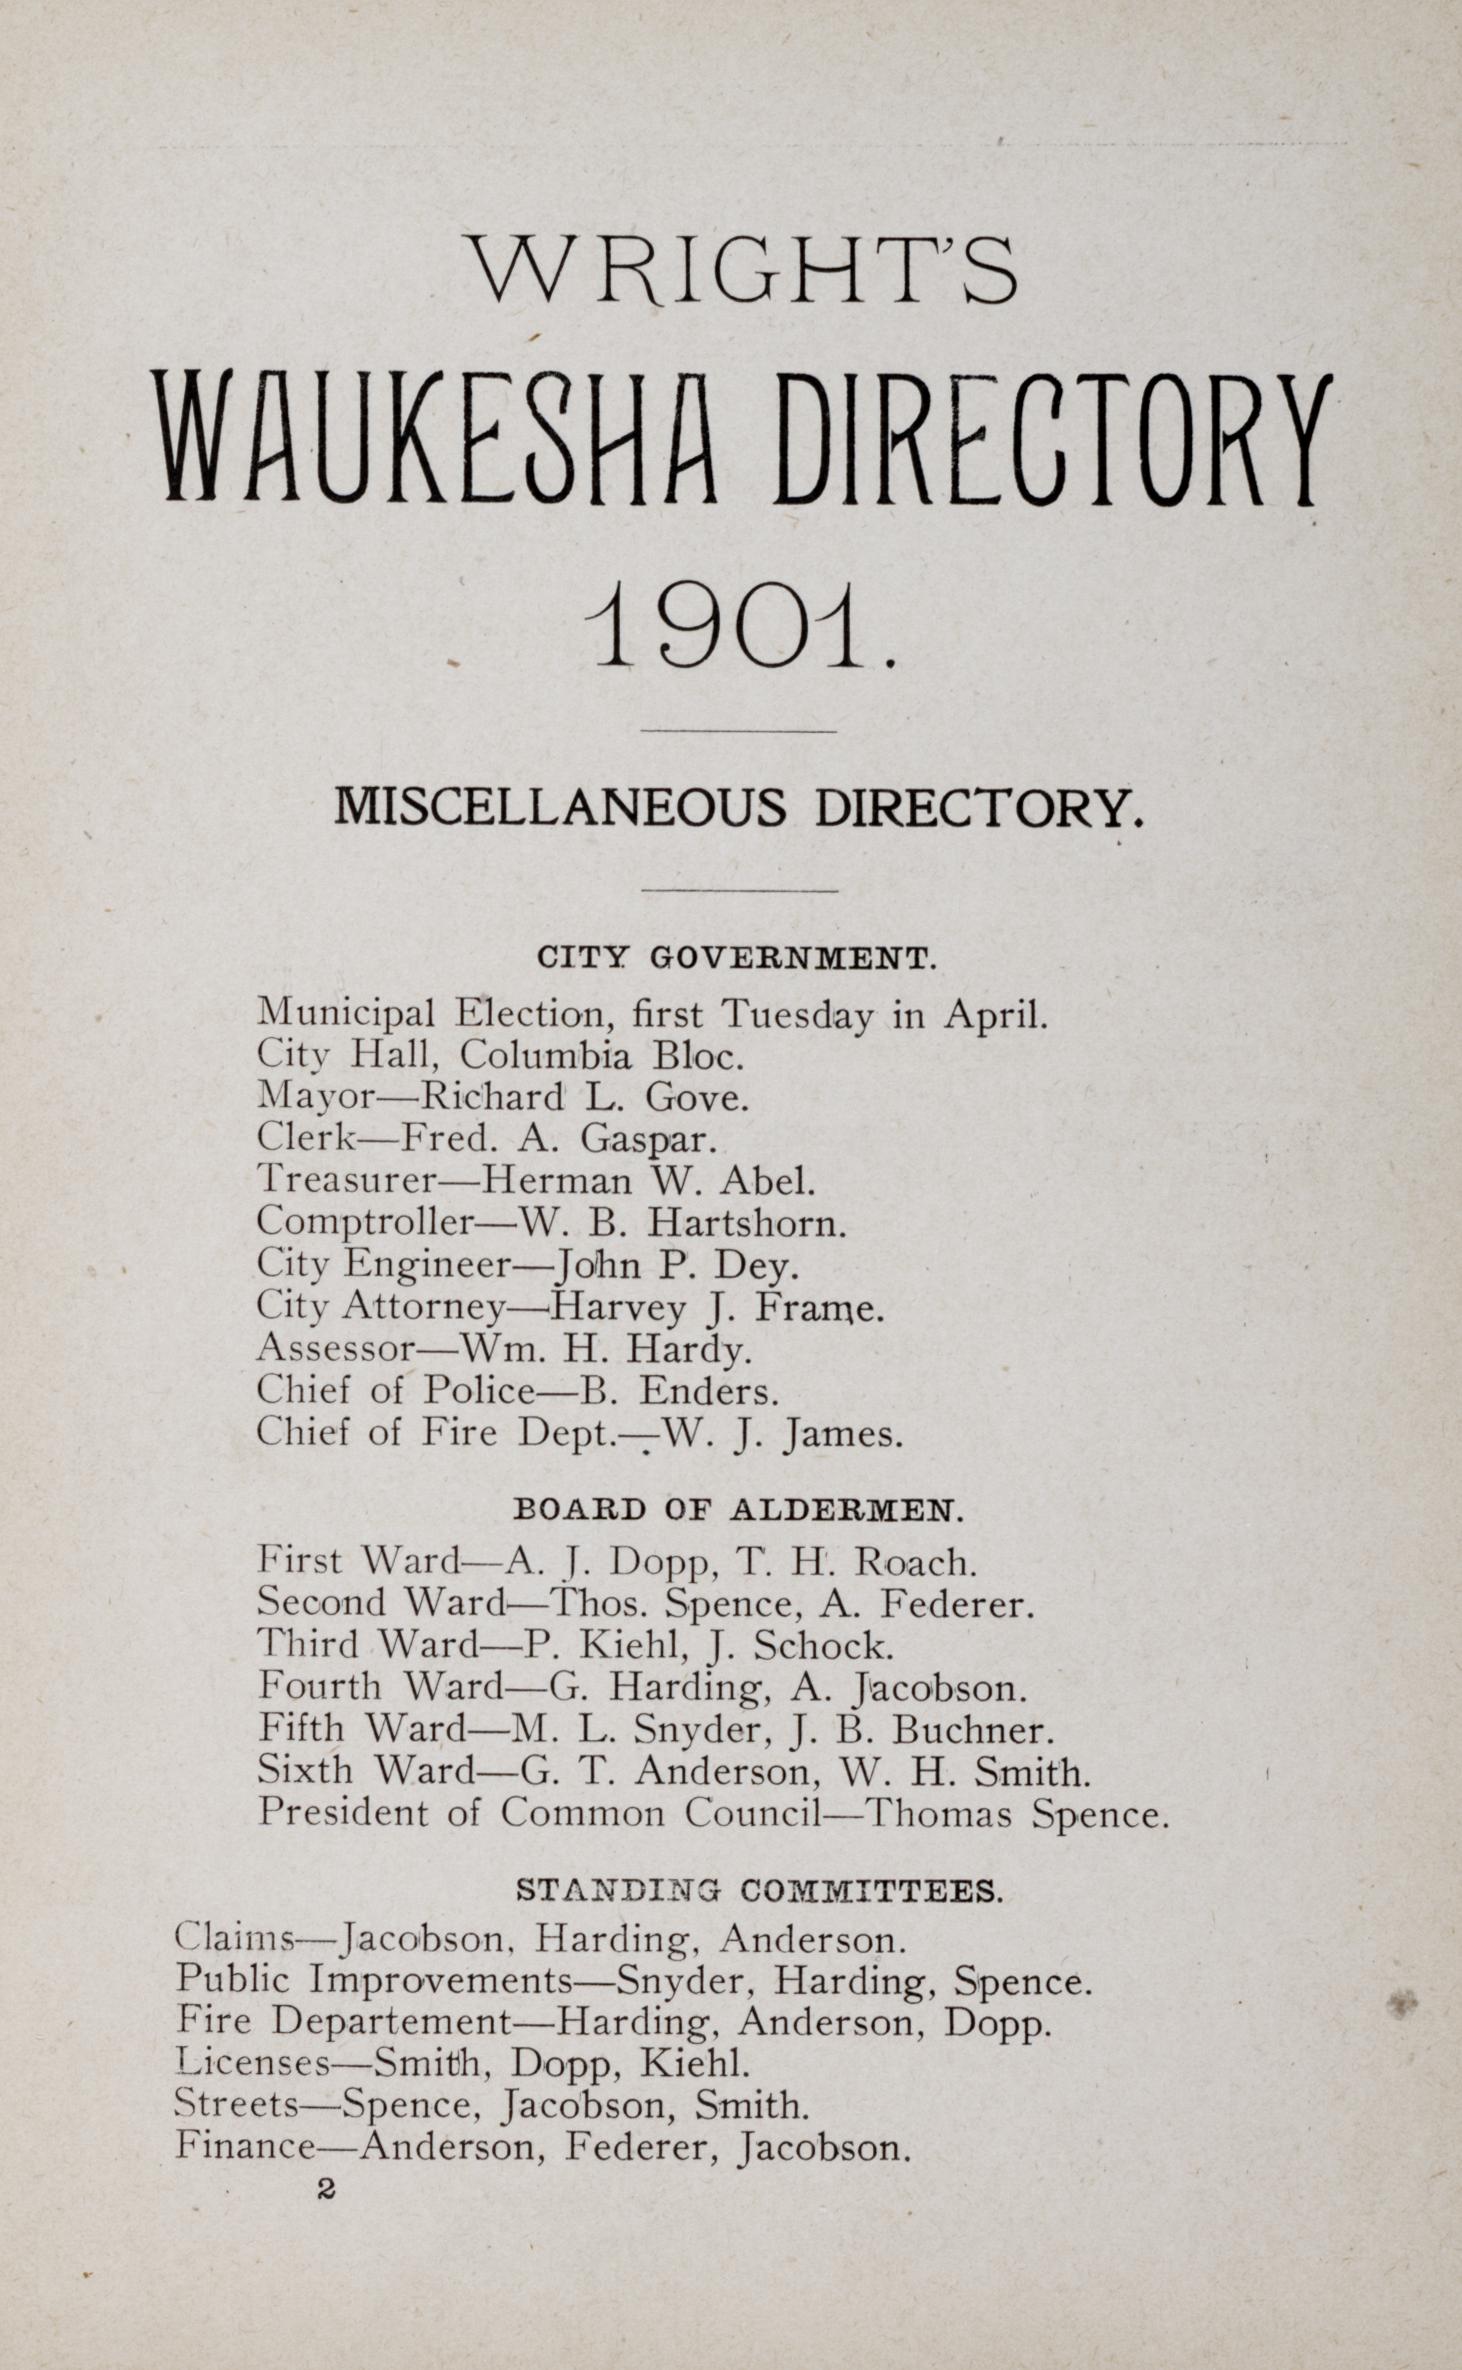 WRIGHT'S
WAUKESHA DIRECTORY
1901.
MISCELLANEOUS DIRECTORY.
CITY GOVERNMENT.
Municipal Election, first Tuesday in April.
City Hall, Columbia Bloc.
Mayor—Richard L. Gove.
Clerk—Fred. A. Gaspar.
Treasurer—Herman W. Abel.
Comptroller—W. B. Hartshorn.
City Engineer—John P. Dey.
City Attorney—Harvey J. Frame.
Assessor—Wm. H. Hardy.
Chief of Police—B. Enders.
Chief of Fire Dept.—W. J. James.
BOARD OF ALDERMEN.
First Ward—A. J. Dopp, T. H. Roach.
Second Ward—Thos. Spence, A. Federer.
Third Ward—P. Kiehl, J. Schock.
Fourth Ward—G. Harding, A. Jacobson.
Fifth Ward—M. L. Snyder, J. B. Buchner.
Sixth Ward—G. T. Anderson, W. H. Smith.
President of Common Council—Thomas Spence.
STANDING COMMITTEES.
Claims—Jacobson, Harding, Anderson.
Public Improvements—Snyder, Harding, Spence.
Fire Departement—Harding, Anderson, Dopp.
Licenses—Smith, Dopp, Kiehl.
Streets—Spence, Jacobson, Smith.
Finance—Anderson, Federer, Jacobson.
2